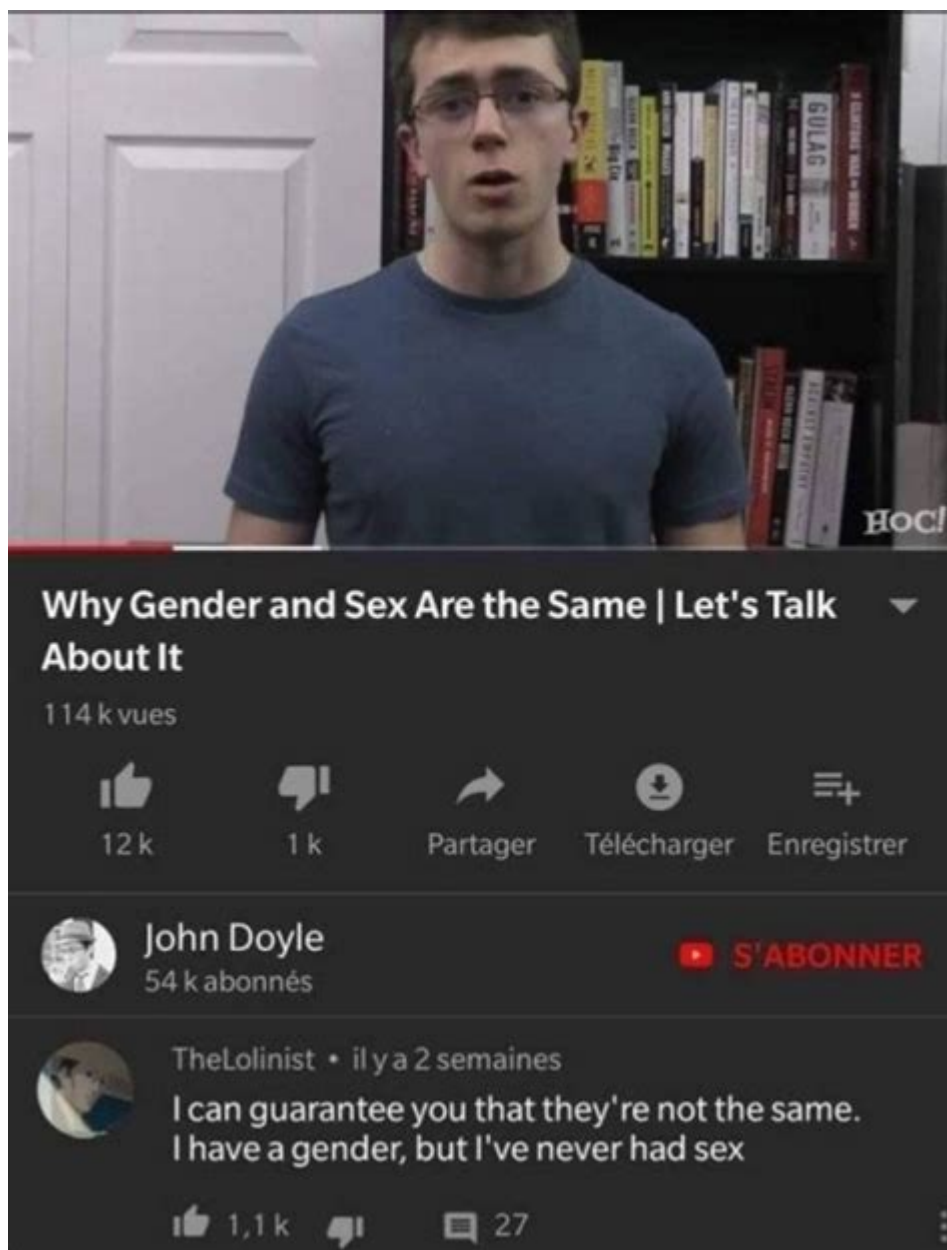 GULAG
HOC!
Why Gender and Sex Are the Same | Let's Talk
About It
114 k vues
12 k
1 k
Partager
Télécharger
Enregistrer
John Doyle
54 k abonnés
S'ABONNER
TheLolinist • il y a 2 semaines
I can guarantee you that they're not the same.
I have a gender, but I've never had sex
1,1 k
27